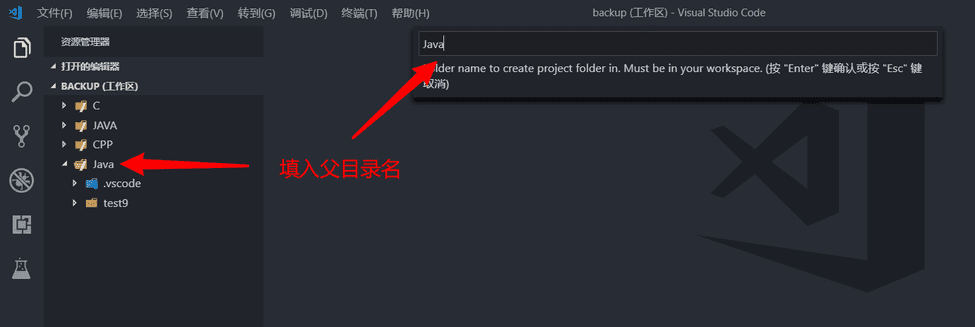 文件(F) 编辑(E) 选择(S) 查看(V) 转到(G) 调试(D) 终端(T) 帮助(H) backup (工作区) - Visual Studio Code
资源管理器
打开的编辑器
BACKUP (工作区)
C
JAVA
CPP
Java
.vscode
test9
Java
older name to create project folder in. Must be in your workspace. (按 "Enter" 键确认或按 "Esc" 键
取消)
填入父目录名